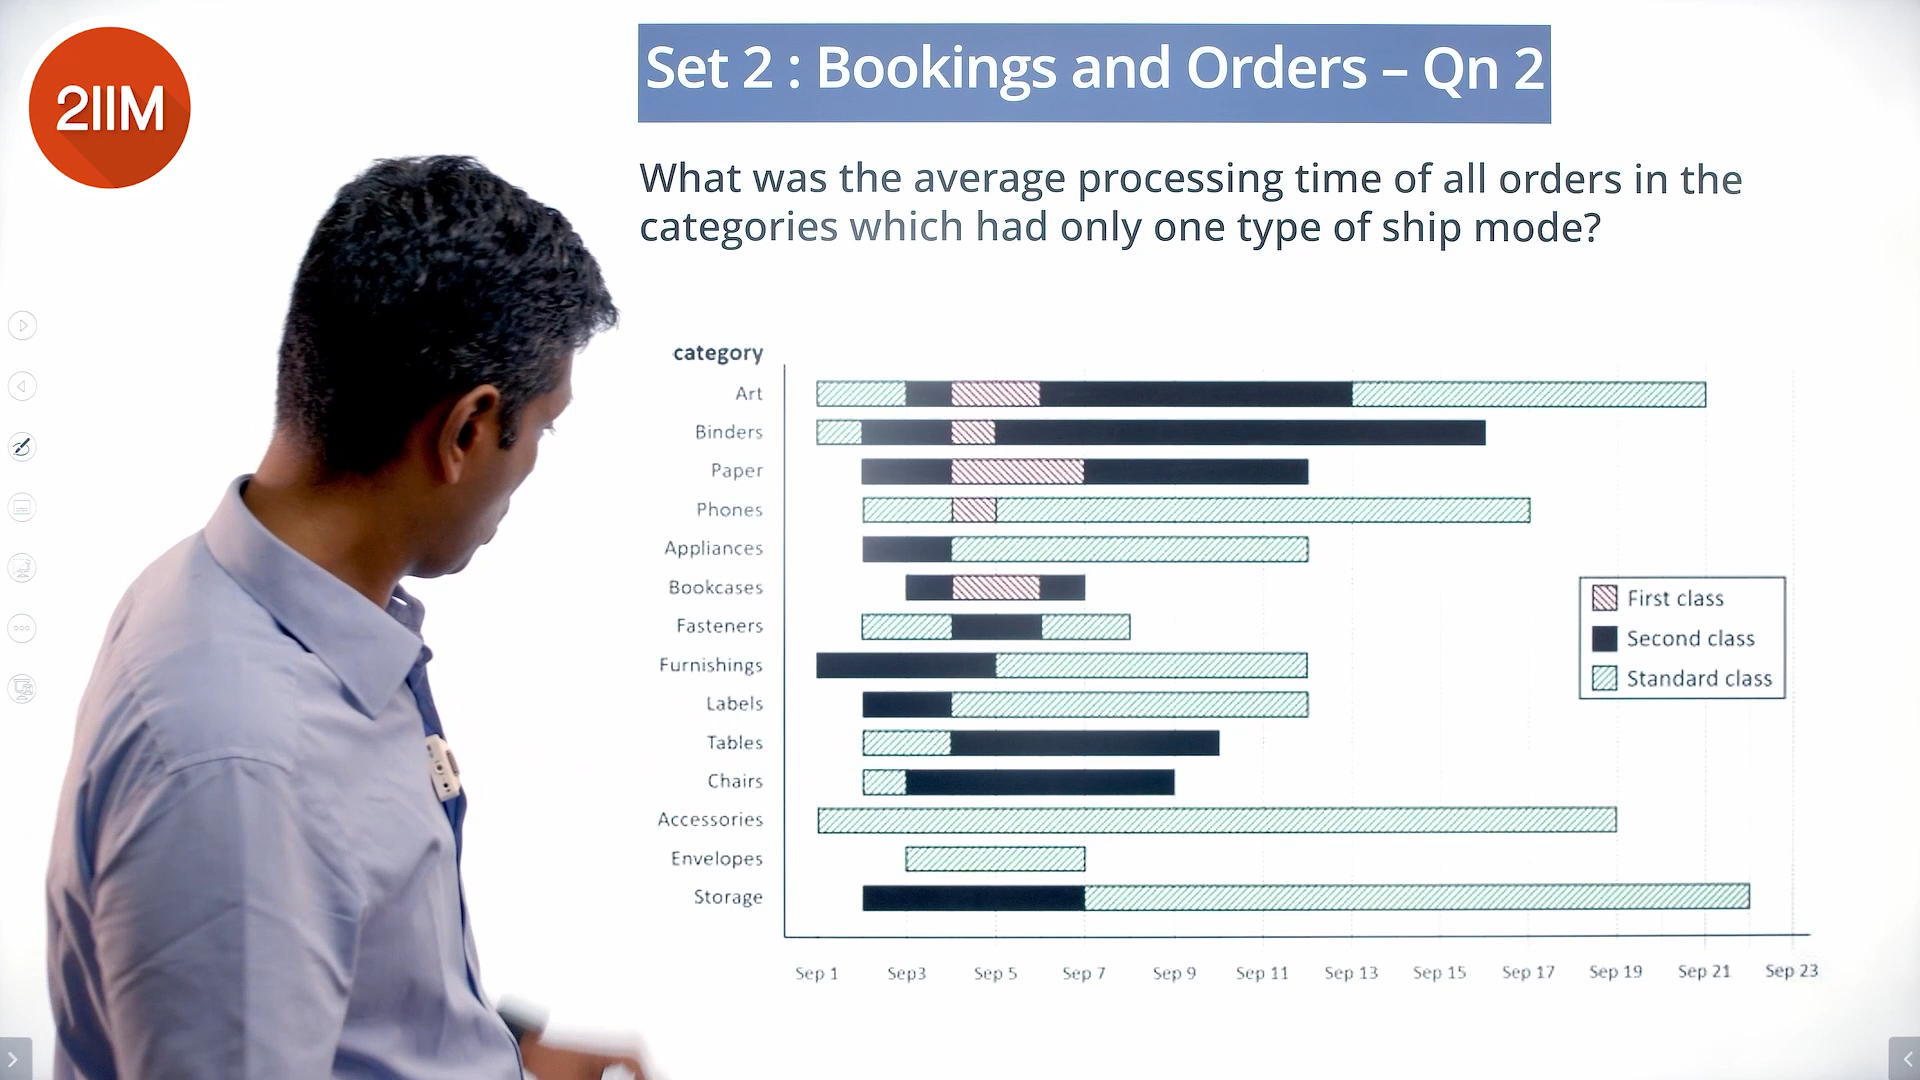 2IIM
Set 2 : Bookings and Orders – Qn 2
What was the average processing time of all orders in the
categories which had only one type of ship mode?
category
Art
Binders
Paper
Phones
Appliances
Bookcases
Fasteners
Furnishings
Labels
Tables
Chairs
Accessories
Envelopes
Storage
First class
Second class
Standard class
Sep 1 Sep3 Sep 5 Sep 7 Sep 9 Sep 11 Sep 13 Sep 15 Sep 17 Sep 19 Sep 21 Sep 23